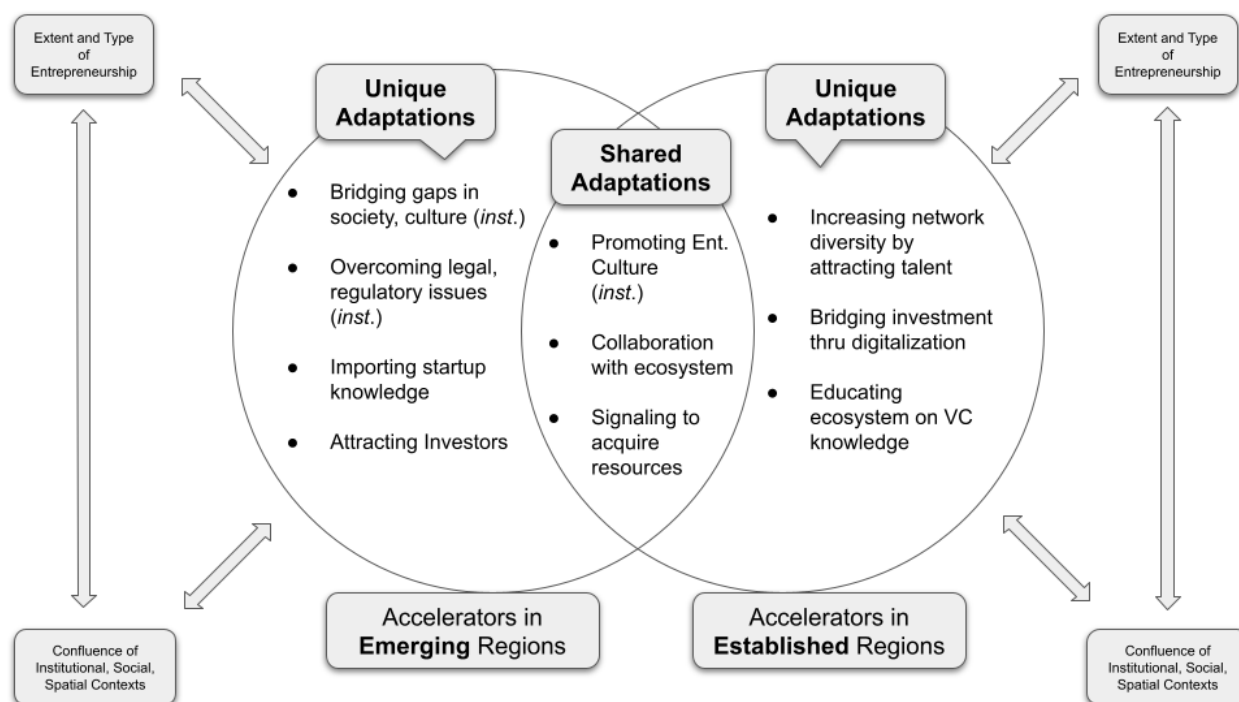 Extent and Type
of
Entrepreneurship
Extent and Type
of
Entrepreneurship
Unique
Adaptations
● Bridging gaps in
society, culture (inst.)
● Overcoming legal,
regulatory issues
(inst.)
● Importing startup
knowledge
● Attracting Investors
Shared
Adaptations
● Promoting Ent.
Culture
(inst.)
● Collaboration
with ecosystem
● Signaling to
acquire
resources
Unique
Adaptations
● Increasing network
diversity by
attracting talent
● Bridging investment
thru digitalization
● Educating
ecosystem on VC
knowledge
Accelerators in
Emerging Regions
Accelerators in
Established Regions
Confluence of
Institutional, Social,
Spatial Contexts
Confluence of
Institutional, Social,
Spatial Contexts